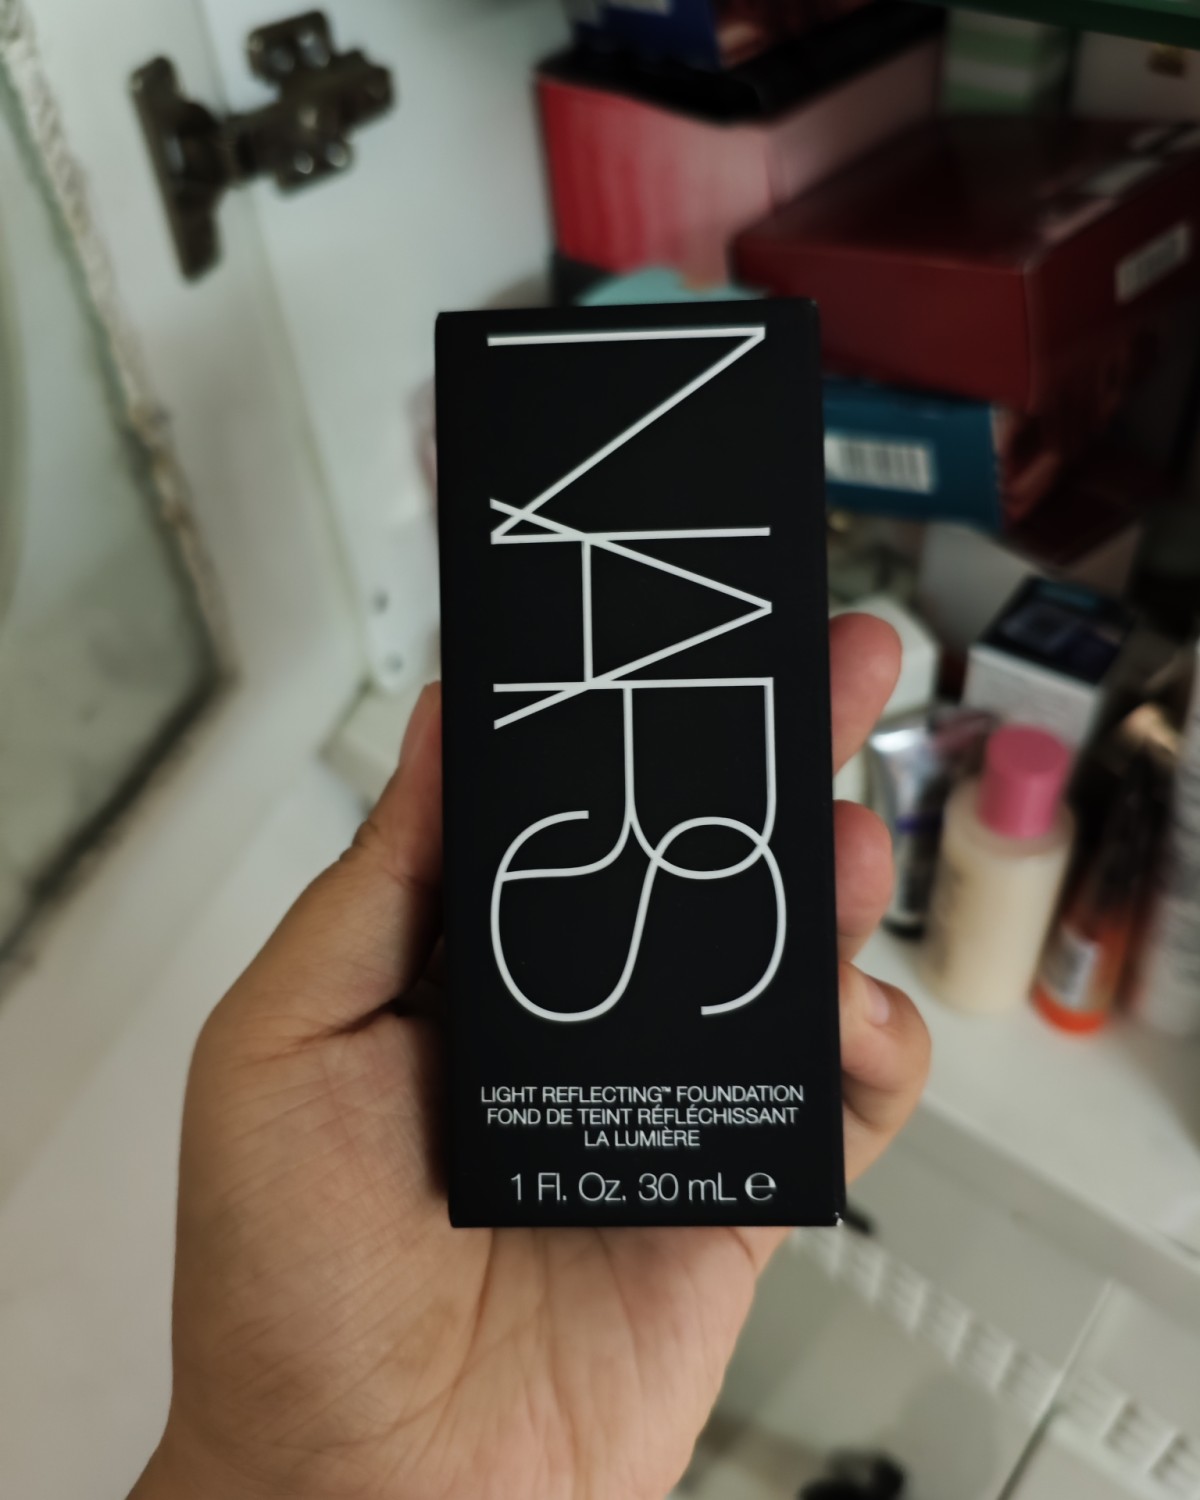 NARS
LIGHT REFLECTING™ FOUNDATION
FOND DE TEINT RÉFLÉCHISSANT
LA LUMIÈRE
1 Fl. Oz. 30 mL ℮